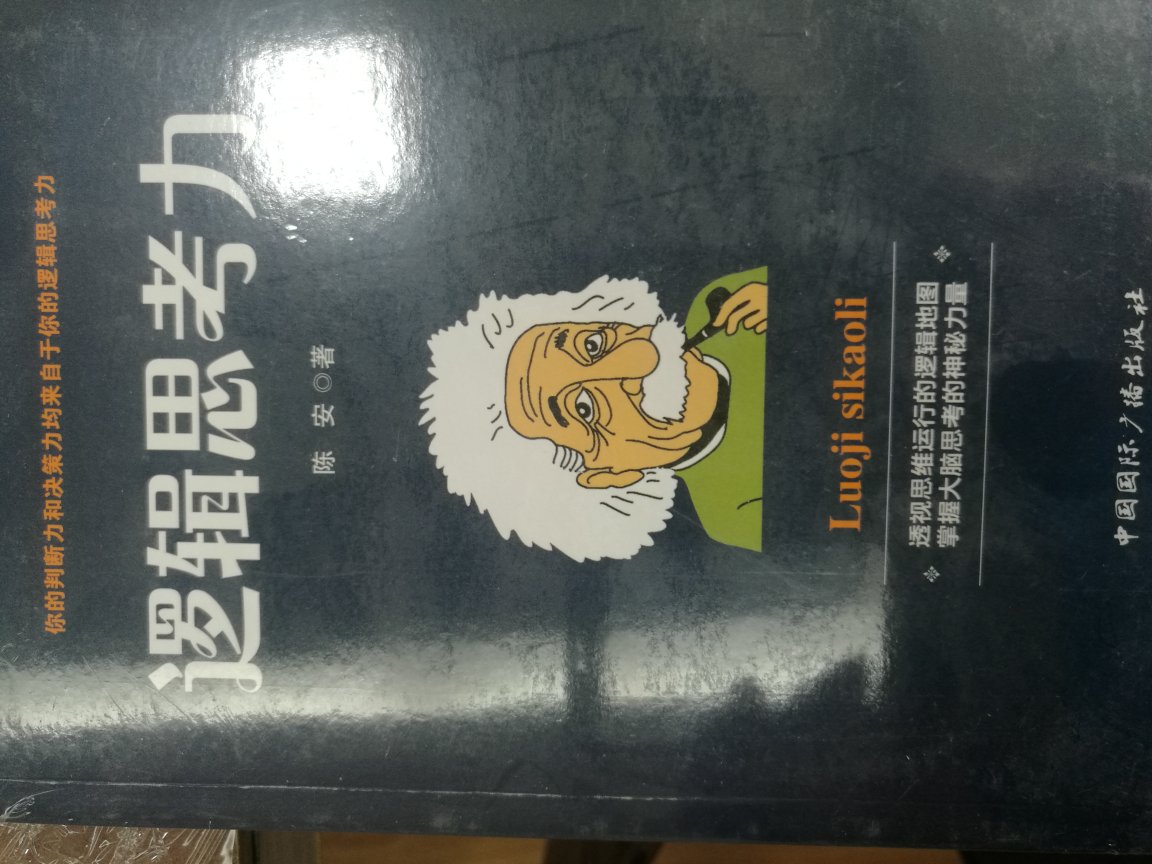 你的判断力和决策力均来自于你的逻辑思考力
逻辑思考力
陈 安 ◎著
Luoji sikaoli
透视思维运行的逻辑地图
掌握大脑思考的神秘力量
中国国际广播出版社